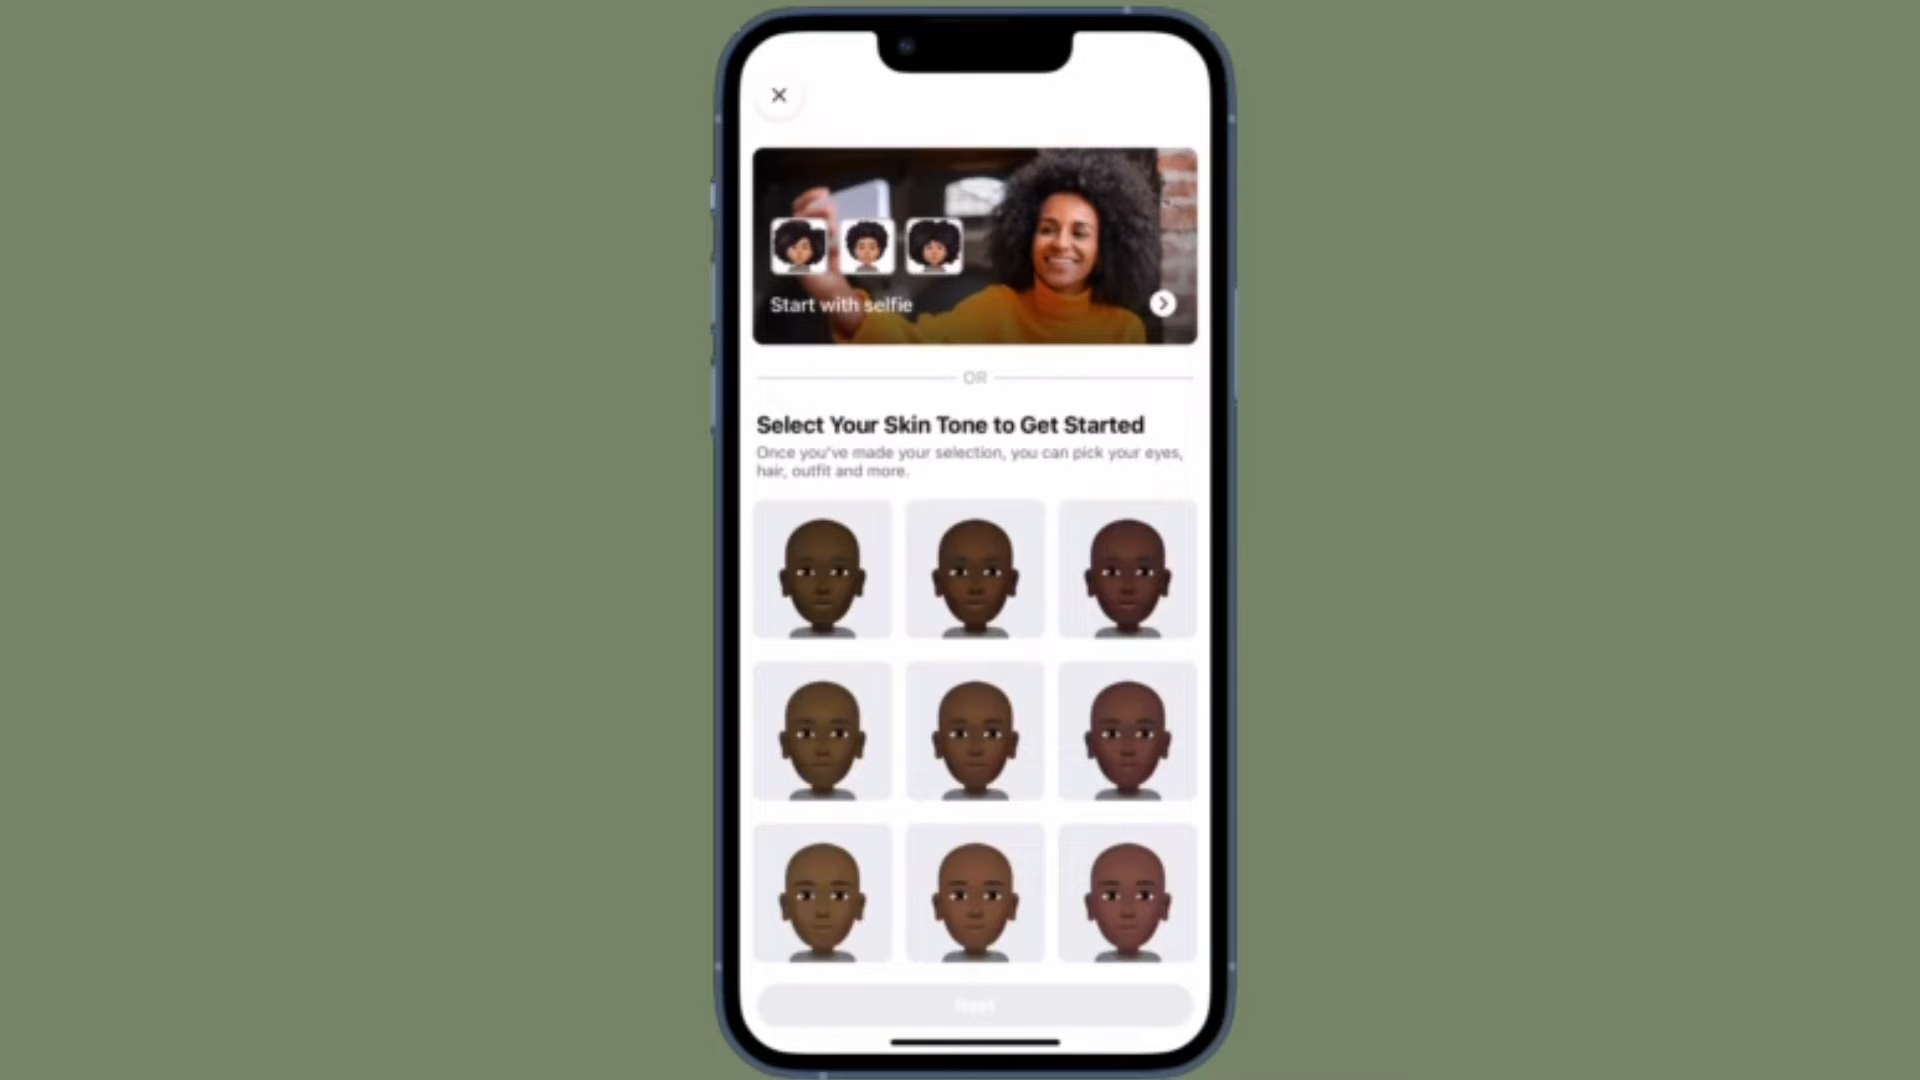 Start with selfie
OR
Select Your Skin Tone to Get Started
Once you've made your selection, you can pick your eyes,
hair, outfit and more.
Next